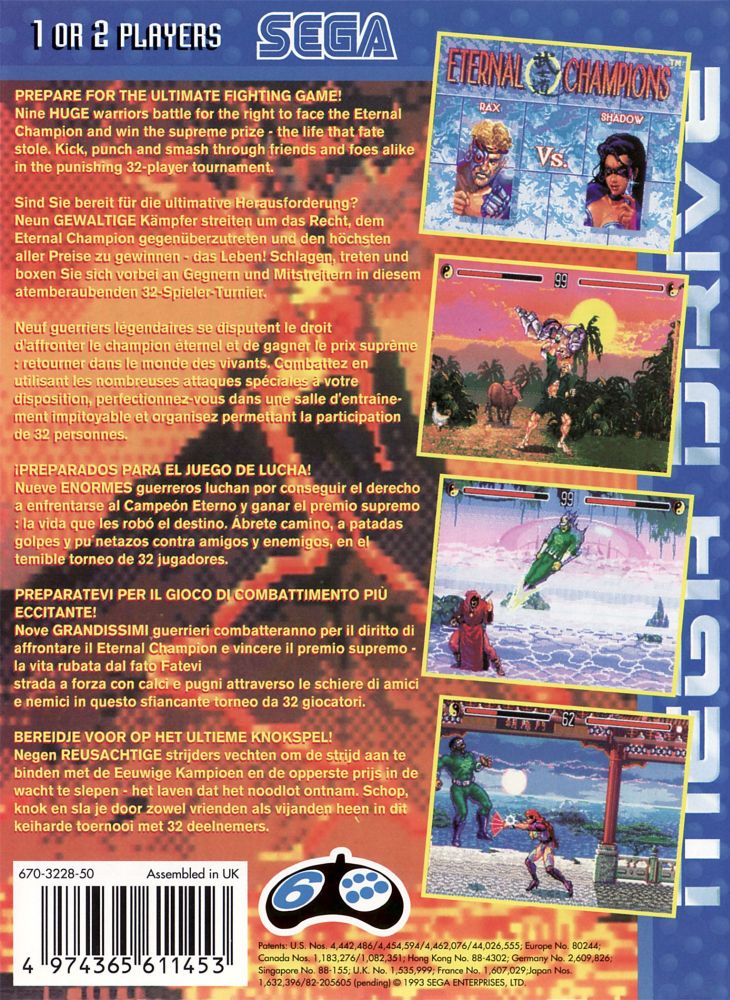 1 OR 2 PLAYERS
SEGA
PREPARE FOR THE ULTIMATE FIGHTING GAME!
Nine HUGE warriors battle for the right to face the Eternal
Champion and win the supreme prize - the life that fate
stole. Kick, punch and smash through friends and foes alike
in the punishing 32-player tournament.
Sind Sie bereit für die ultimative Herausforderung?
Neun GEWALTIGE Kämpfer streiten um das Recht, dem
Eternal Champion gegenüberzutreten und den höchsten
aller Preise zu gewinnen - das Leben! Schlagen, treten und
boxen Sie sich vorbei an Gegnern und Mitstreitern in diesem
atemberaubenden 32-Spieler-Turnier.
Neuf guerriers légendaires se disputent le droit
d'affronter le champion éternel et de gagner le prix suprême
: retourner dans le monde des vivants. Combattez en
utilisant les nombreuses attaques spéciales à votre
disposition, perfectionnez-vous dans une salle d'entraîne-
ment impitoyable et organisez permettant la participation
de 32 personnes.
¡PREPARADOS PARA EL JUEGO DE LUCHA!
Nueve ENORMES guerreros luchan por conseguir el derecho
a enfrentarse al Campeón Eterno y ganar el premio supremo
: la vida que les robó el destino. Ábrete camino, a patadas
golpes y pu¨netazos contra amigos y enemigos, en el
temible torneo de 32 jugadores.
PREPARATEVI PER IL GIOCO DI COMBATTIMENTO PIÙ
ECCITANTE!
Nove GRANDISSIMI guerrieri combatteranno per il diritto di
affrontare il Eternal Champion e vincere il premio supremo -
la vita rubata dal fato Fatevi
strada a forza con calci e pugni attraverso le schiere di amici
e nemici in questo sfiancante torneo da 32 giocatori.
BEREIDJE VOOR OP HET ULTIEME KNOKSPEL!
Negen REUSACHTIGE strijders vechten om de strijd aan te
binden met de Eeuwige Kampioen en de opperste prijs in de
wacht te slepen - het laven dat het noodlot ontnam. Schop,
knok en sla je door zowel vrienden als vijanden heen in dit
keiharde toernooi met 32 deelnemers.
ETERNAL CHAMPIONS™
RAX
SHADOW
Vs.
99
99
62
MEGA DRIVE
670-3228-50 Assembled in UK
4 974365 611453
6
Patents: U.S. Nos. 4,442,486/4,454,594/4,462,076/44,026,555; Europe No. 80244;
Canada Nos. 1,183,276/1,082,351; Hong Kong No. 88-4302; Germany No. 2,609,826;
Singapore No. 88-155; U.K. No. 1,535,999; France No. 1,607,029;Japan Nos.
1,632,396/82-205605 (pending) © 1993 SEGA ENTERPRISES, LTD.